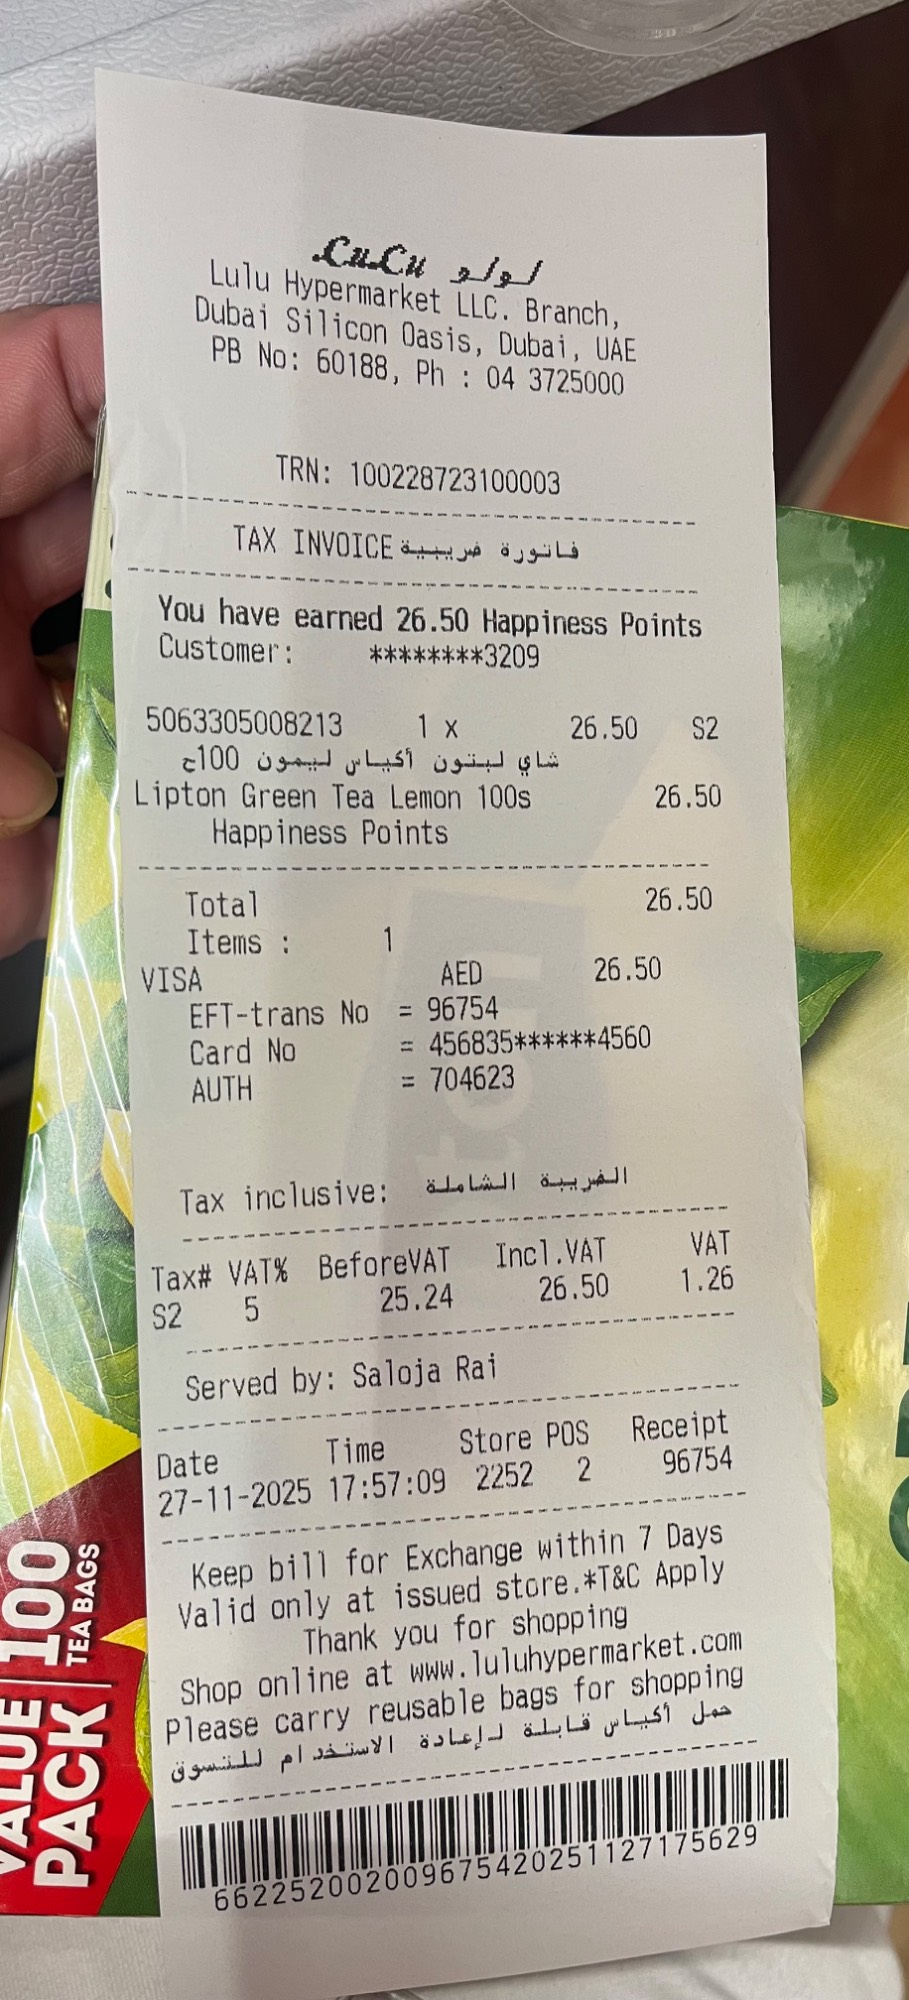 LuLu لولو
Lulu Hypermarket LLC. Branch,
Dubai Silicon Oasis, Dubai, UAE
PB No: 60188, Ph : 04 3725000
TRN: 100228723100003
TAX INVOICE فاتورة ضريبية
You have earned 26.50 Happiness Points
Customer: ********3209
5063305008213 1 x 26.50 S2
شاي لبتون أكياس ليمون 100ح
Lipton Green Tea Lemon 100s 26.50
Happiness Points
Total 26.50
Items : 1
VISA AED 26.50
EFT-trans No = 96754
Card No = 456835******4560
AUTH = 704623
Tax inclusive: الضريبة الشاملة
Tax# VAT% BeforeVAT Incl.VAT VAT
S2 5 25.24 26.50 1.26
Served by: Saloja Rai
Date Time Store POS Receipt
27-11-2025 17:57:09 2252 2 96754
Keep bill for Exchange within 7 Days
Valid only at issued store.*T&C Apply
Thank you for shopping
Shop online at www.luluhypermarket.com
Please carry reusable bags for shopping
حمل أكياس قابلة لإعادة الاستخدام للتسوق
662252002009675420251127175629
VALUE PACK
100 TEA BAGS